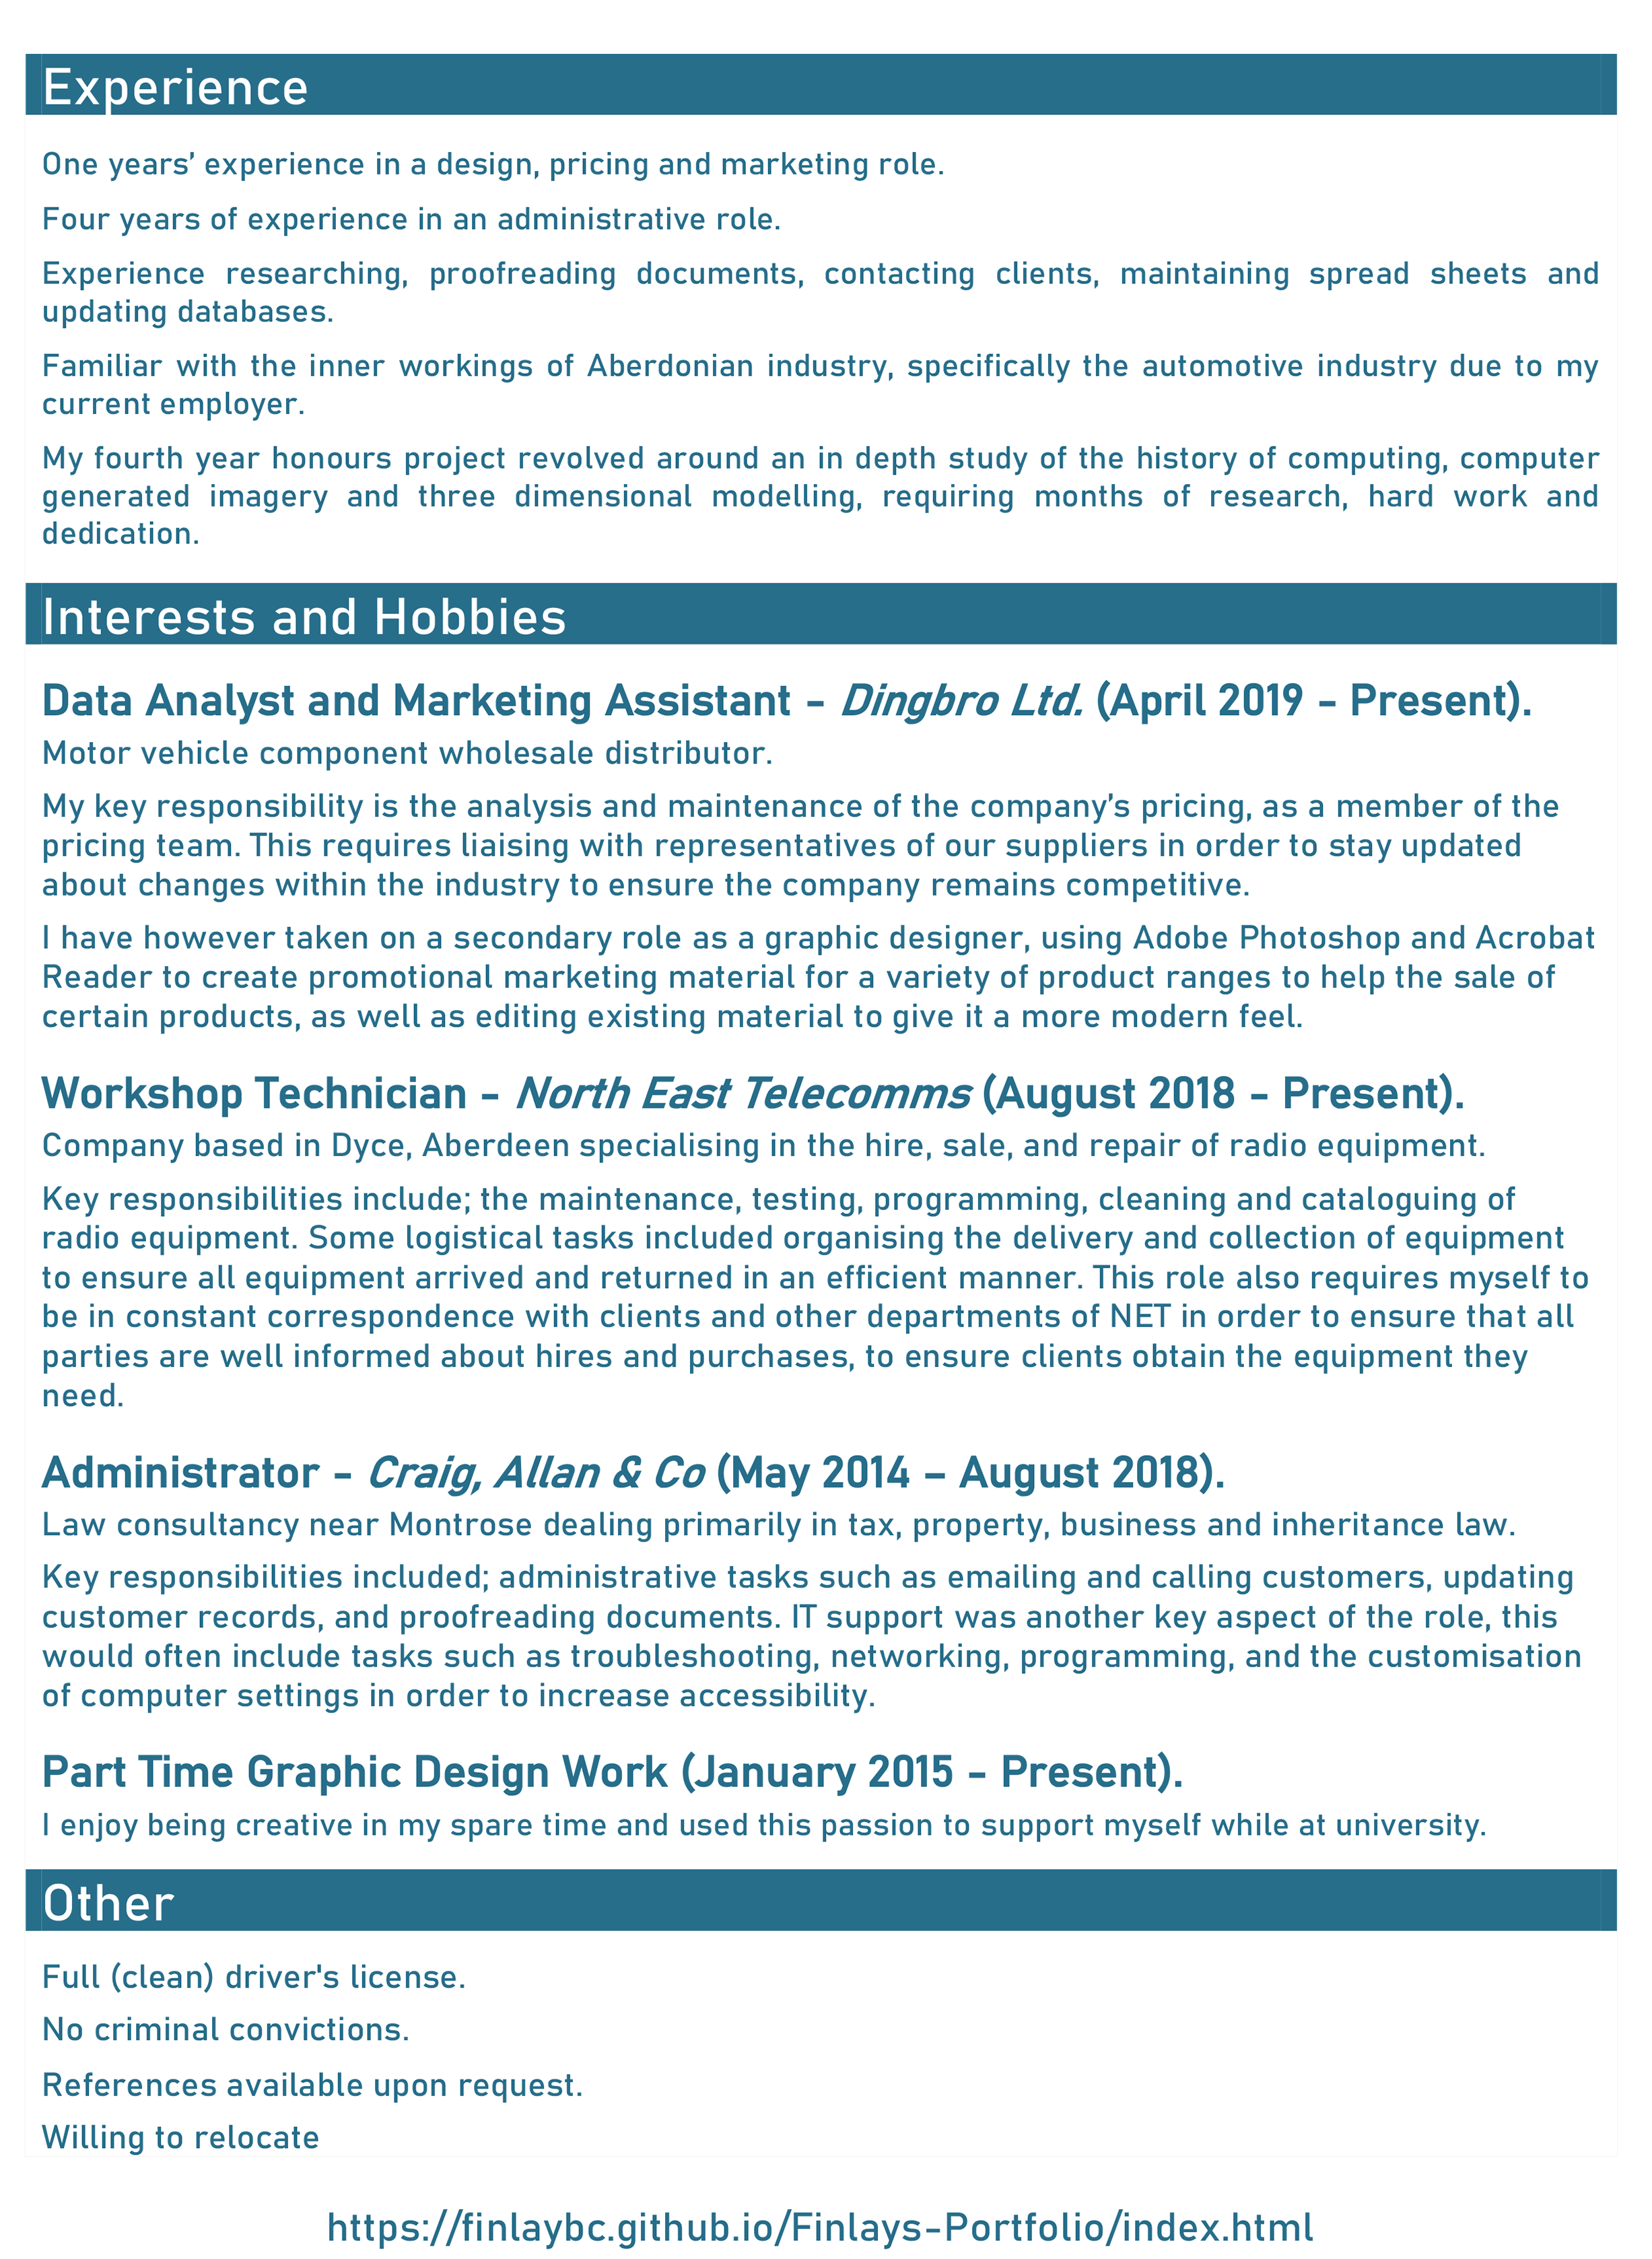 Experience
One years’ experience in a design, pricing and marketing role.
Four years of experience in an administrative role.
Experience researching, proofreading documents, contacting clients, maintaining spread sheets and
updating databases.
Familiar with the inner workings of Aberdonian industry, specifically the automotive industry due to my
current employer.
My fourth year honours project revolved around an in depth study of the history of computing, computer
generated imagery and three dimensional modelling, requiring months of research, hard work and
dedication.
Interests and Hobbies
Data Analyst and Marketing Assistant - Dingbro Ltd. (April 2019 - Present).
Motor vehicle component wholesale distributor.
My key responsibility is the analysis and maintenance of the company’s pricing, as a member of the
pricing team. This requires liaising with representatives of our suppliers in order to stay updated
about changes within the industry to ensure the company remains competitive.
I have however taken on a secondary role as a graphic designer, using Adobe Photoshop and Acrobat
Reader to create promotional marketing material for a variety of product ranges to help the sale of
certain products, as well as editing existing material to give it a more modern feel.
Workshop Technician - North East Telecomms (August 2018 - Present).
Company based in Dyce, Aberdeen specialising in the hire, sale, and repair of radio equipment.
Key responsibilities include; the maintenance, testing, programming, cleaning and cataloguing of
radio equipment. Some logistical tasks included organising the delivery and collection of equipment
to ensure all equipment arrived and returned in an efficient manner. This role also requires myself to
be in constant correspondence with clients and other departments of NET in order to ensure that all
parties are well informed about hires and purchases, to ensure clients obtain the equipment they
need.
Administrator - Craig, Allan & Co (May 2014 – August 2018).
Law consultancy near Montrose dealing primarily in tax, property, business and inheritance law.
Key responsibilities included; administrative tasks such as emailing and calling customers, updating
customer records, and proofreading documents. IT support was another key aspect of the role, this
would often include tasks such as troubleshooting, networking, programming, and the customisation
of computer settings in order to increase accessibility.
Part Time Graphic Design Work (January 2015 - Present).
I enjoy being creative in my spare time and used this passion to support myself while at university.
Other
Full (clean) driver's license.
No criminal convictions.
References available upon request.
Willing to relocate
https://finlaybc.github.io/Finlays-Portfolio/index.html